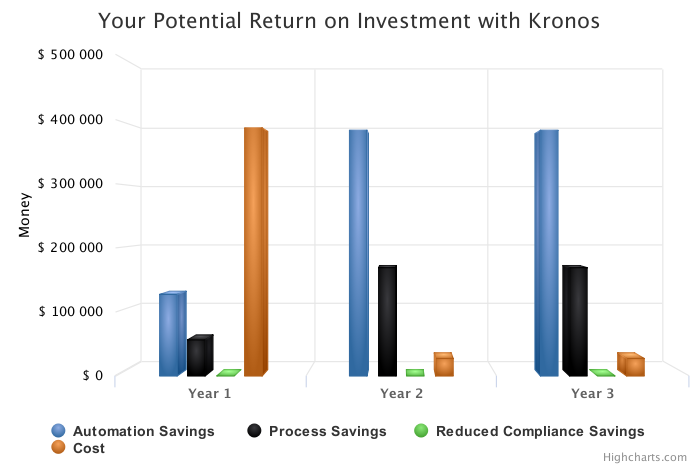 Your Potential Return on Investment with Kronos
$ 500 000
$ 400 000
$ 300 000
$ 200 000
$ 100 000
$ 0
Money
Year 1
Year 2
Year 3
Automation Savings
Process Savings
Reduced Compliance Savings
Cost
Highcharts.com